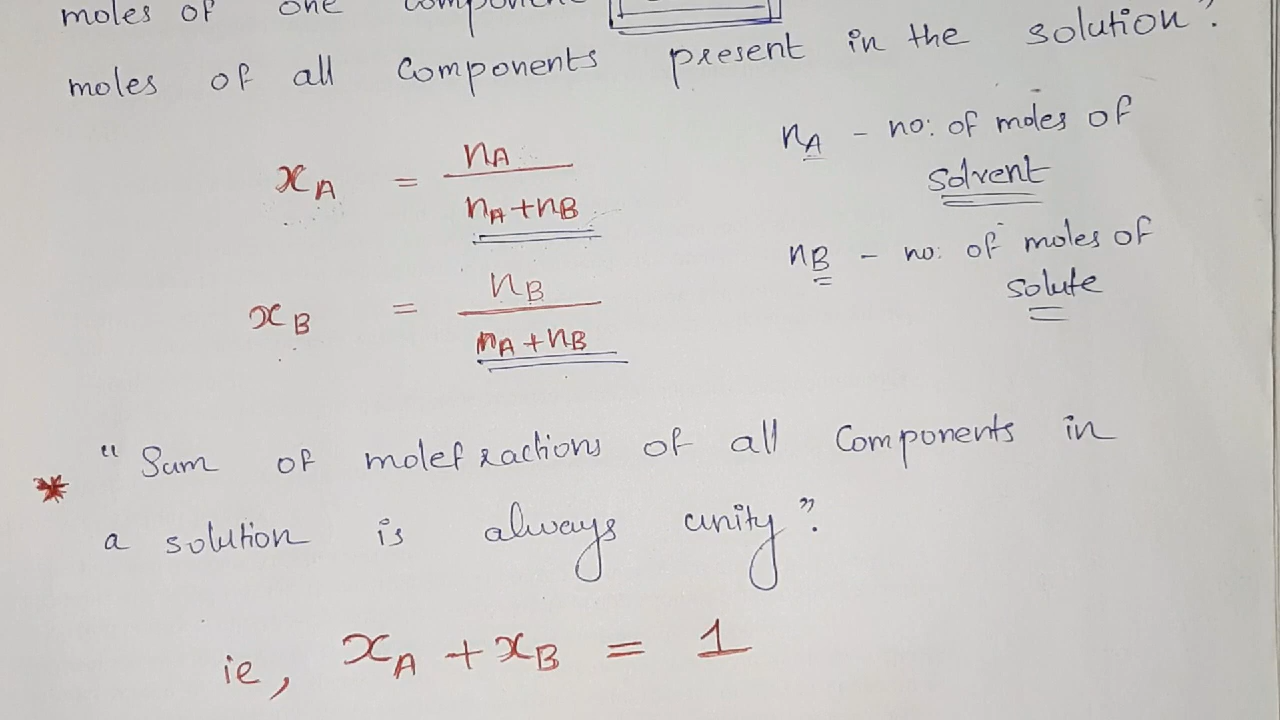 moles of one component
moles of all components present in the solution".
xA = nA / nA+nB
nA - no: of moles of
solvent
xB = nB / nA+nB
nB - no: of moles of
solute
* "Sum of molefractions of all components in
a solution is always unity".
ie, xA + xB = 1